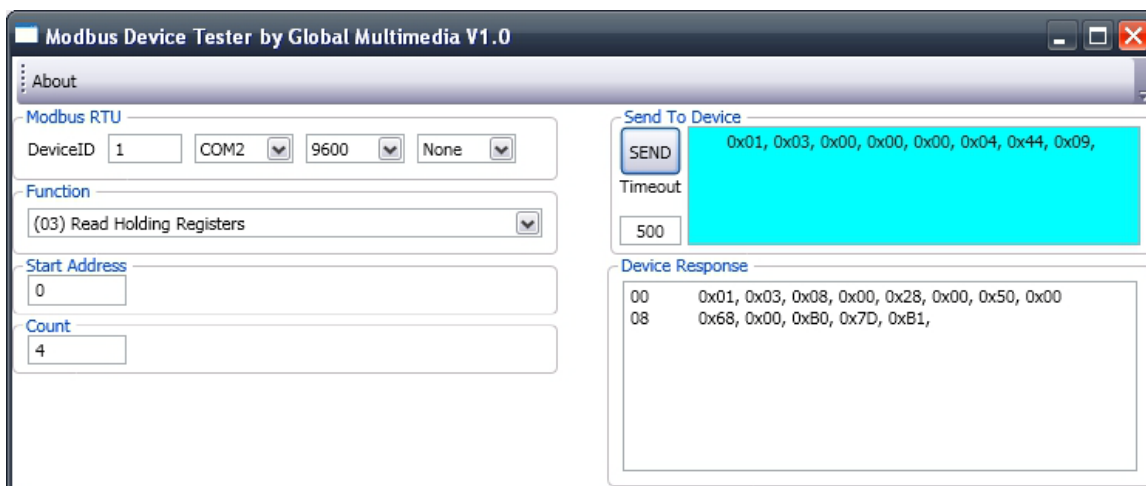 Modbus Device Tester by Global Multimedia V1.0
About
Modbus RTU
DeviceID 1 COM2 9600 None
Function
(03) Read Holding Registers
Start Address
0
Count
4
Send To Device
SEND
0x01, 0x03, 0x00, 0x00, 0x00, 0x04, 0x44, 0x09,
Timeout
500
Device Response
00 0x01, 0x03, 0x08, 0x00, 0x28, 0x00, 0x50, 0x00
08 0x68, 0x00, 0xB0, 0x7D, 0xB1,